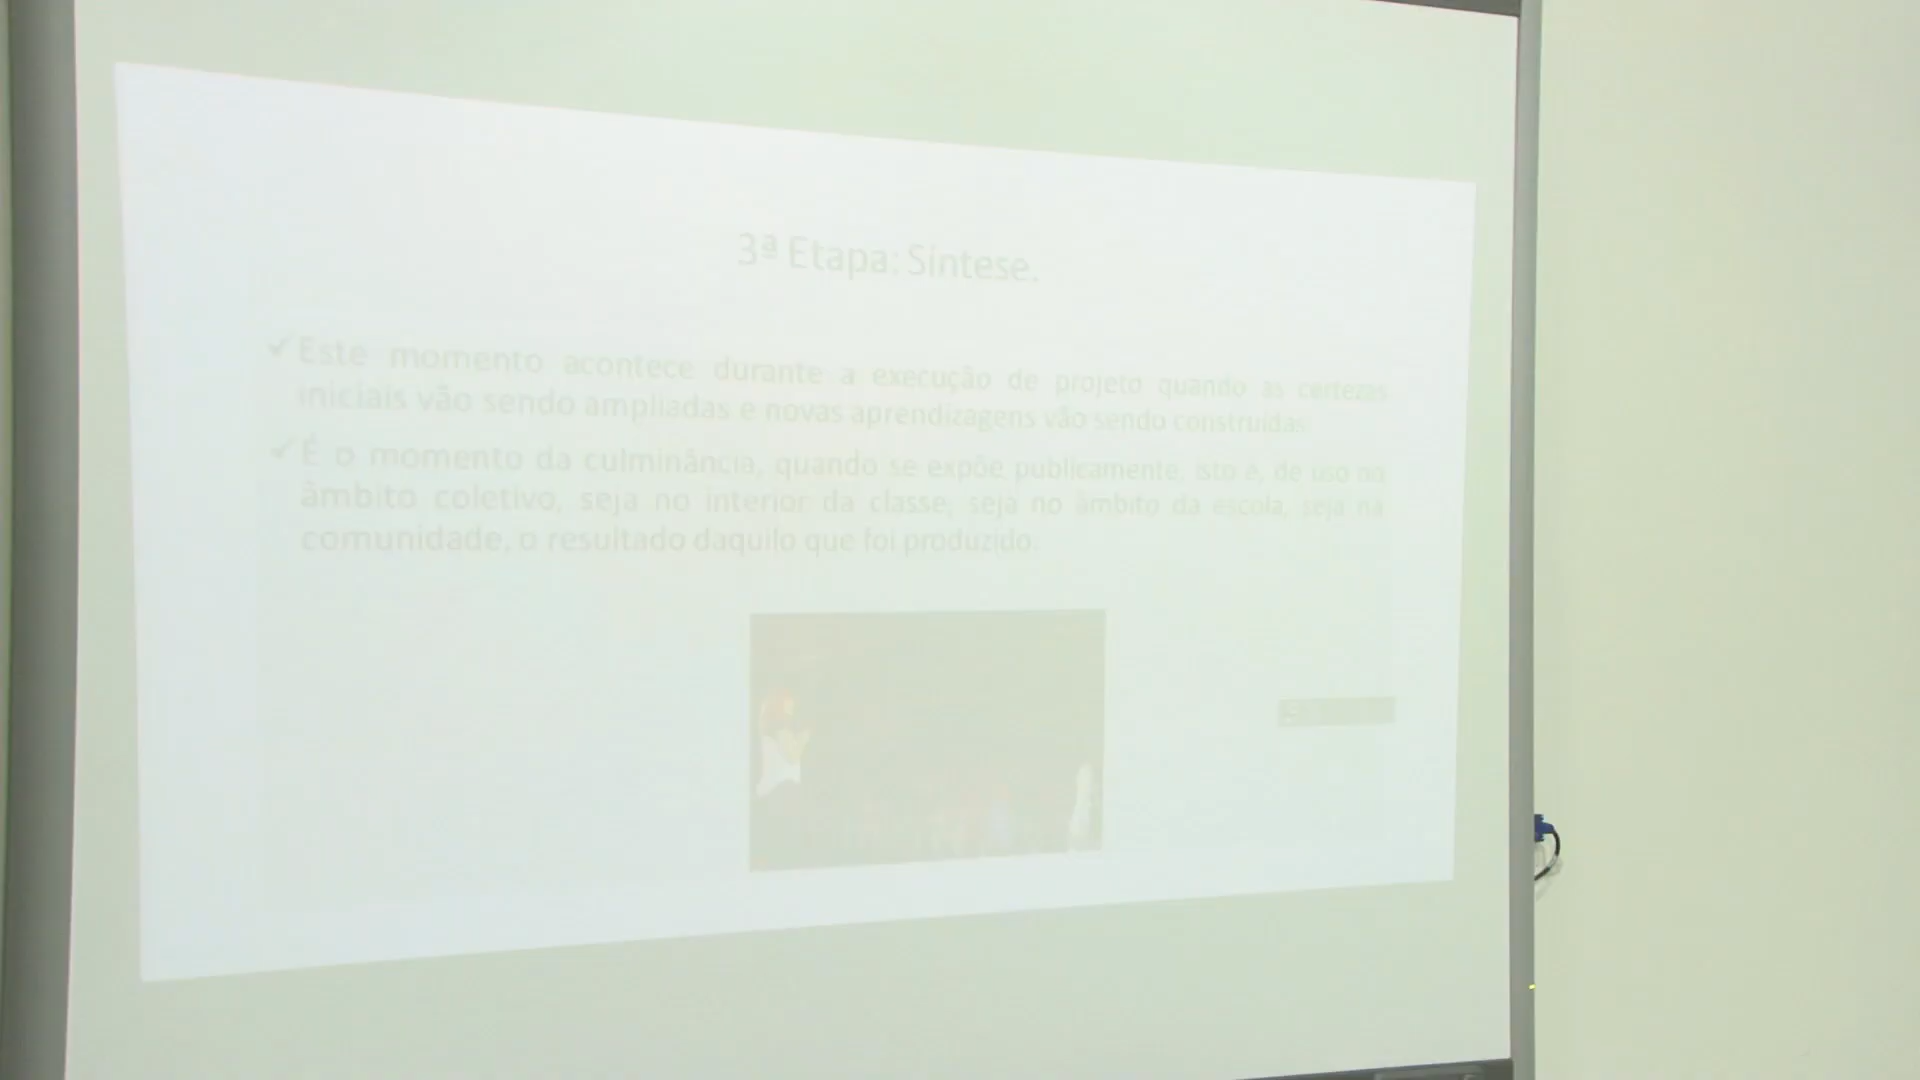 3ª Etapa: Síntese.
Este momento acontece durante a execução de projeto quando as certezas
iniciais vão sendo ampliadas e novas aprendizagens vão sendo construídas.
É o momento da culminância, quando se expõe publicamente, isto é, de uso no
âmbito coletivo, seja no interior da classe, seja no âmbito da escola, seja na
comunidade, o resultado daquilo que foi produzido.